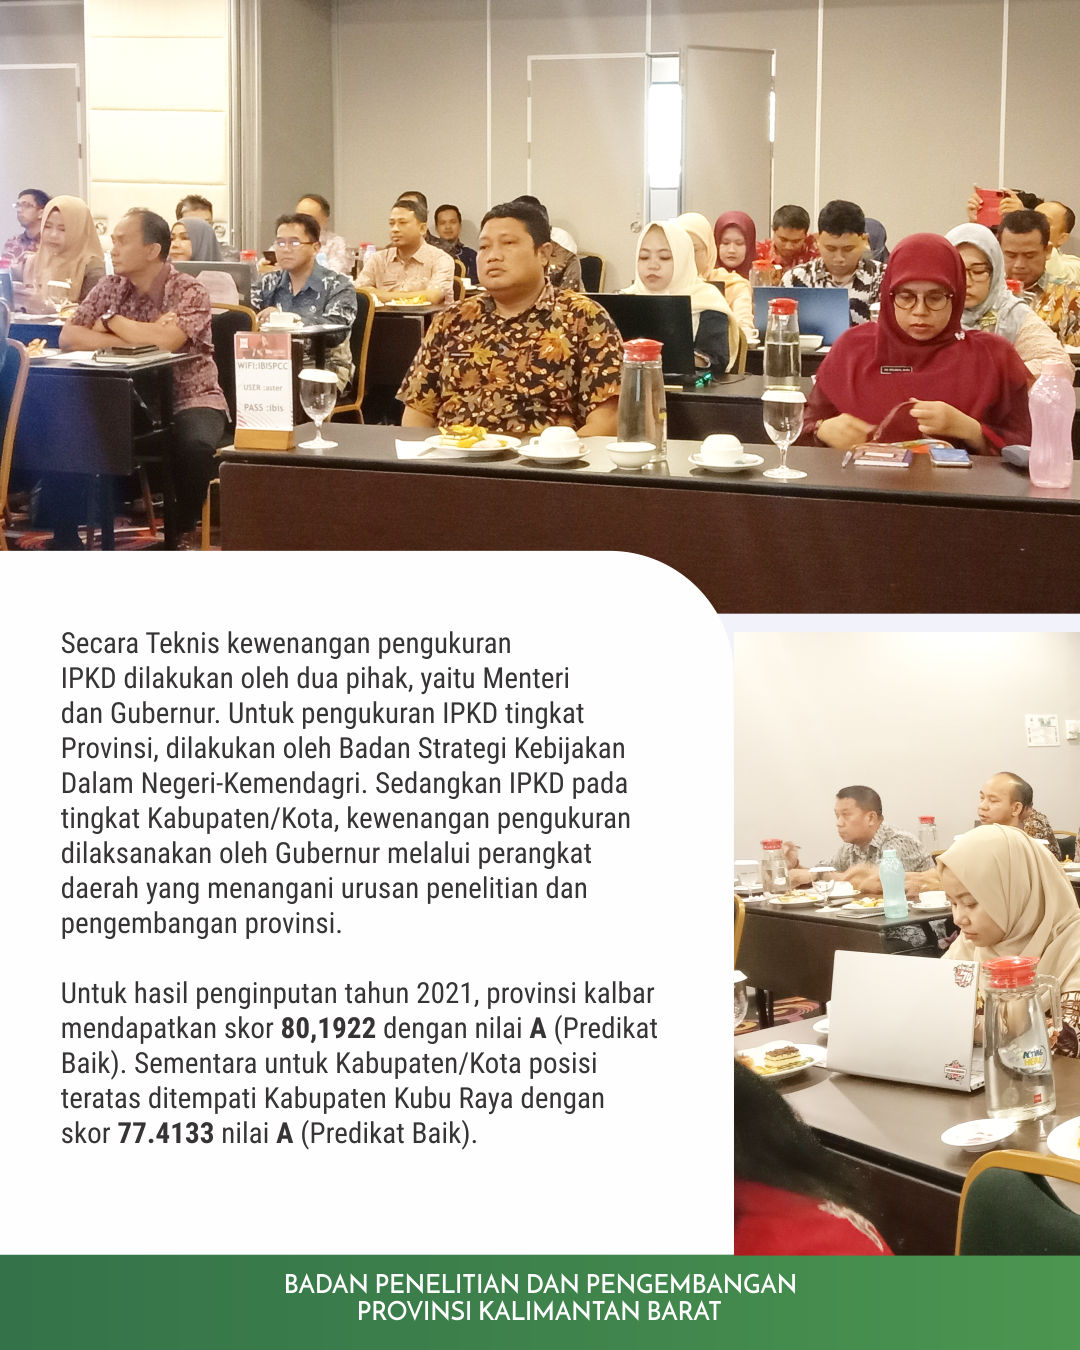 WIFI:IBISPCC
USER :aster
PASS :ibis
Secara Teknis kewenangan pengukuran
IPKD dilakukan oleh dua pihak, yaitu Menteri
dan Gubernur. Untuk pengukuran IPKD tingkat
Provinsi, dilakukan oleh Badan Strategi Kebijakan
Dalam Negeri-Kemendagri. Sedangkan IPKD pada
tingkat Kabupaten/Kota, kewenangan pengukuran
dilaksanakan oleh Gubernur melalui perangkat
daerah yang menangani urusan penelitian dan
pengembangan provinsi.
Untuk hasil penginputan tahun 2021, provinsi kalbar
mendapatkan skor 80,1922 dengan nilai A (Predikat
Baik). Sementara untuk Kabupaten/Kota posisi
teratas ditempati Kabupaten Kubu Raya dengan
skor 77.4133 nilai A (Predikat Baik).
BADAN PENELITIAN DAN PENGEMBANGAN
PROVINSI KALIMANTAN BARAT